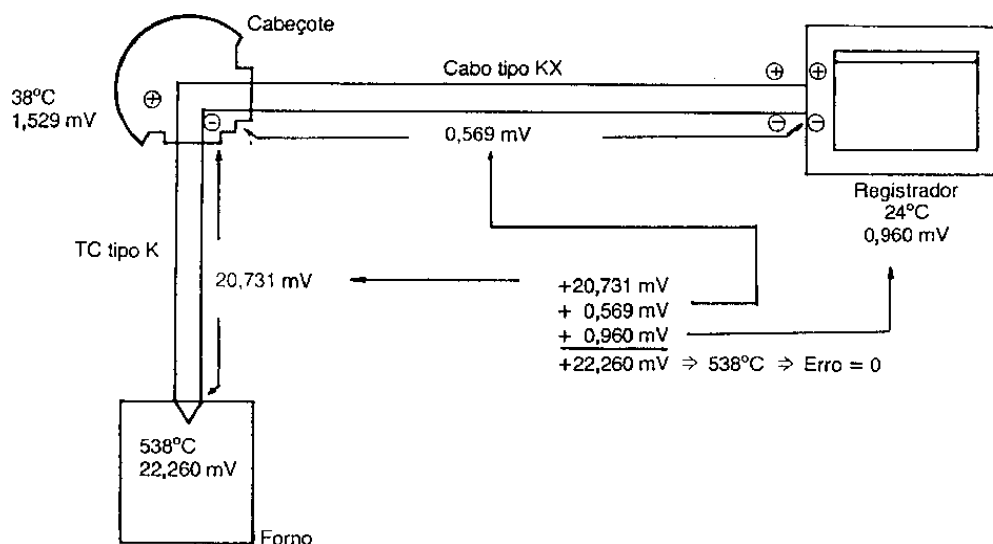 Cabeçote
Cabo tipo KX
⊕ ⊕
38ºC
1,529 mV
⊕
⊖
0,569 mV
⊖ ⊖
Registrador
24ºC
0,960 mV
TC tipo K
20,731 mV
+20,731 mV
+ 0,569 mV
+ 0,960 mV
+22,260 mV ⇒ 538ºC ⇒ Erro = 0
538ºC
22,260 mV
Forno